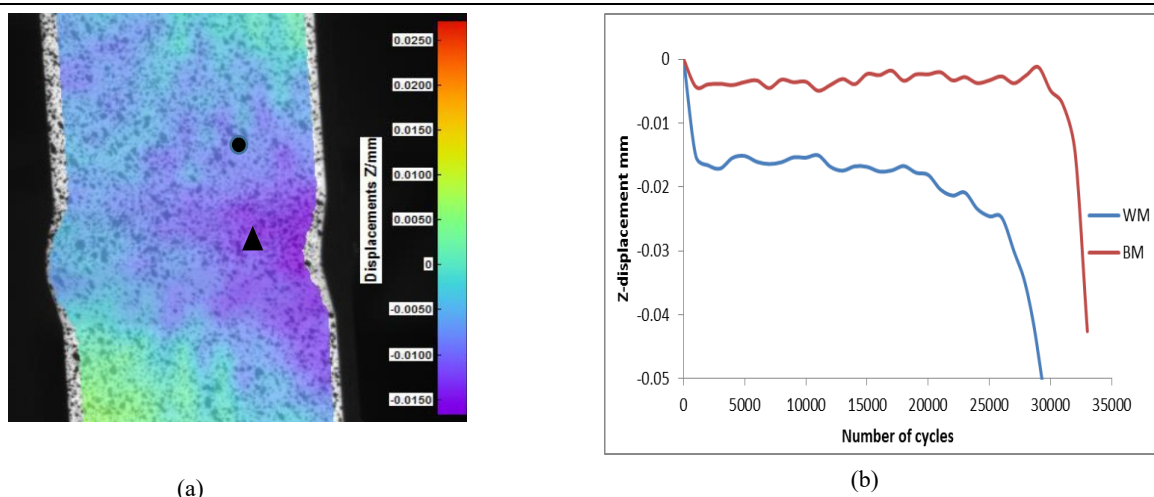 0.0250
0.0200
0.0150
0.0100
0.0050
0
-0.0050
-0.0100
-0.0150
Displacements Z/mm
(a)
0
-0.01
-0.02
-0.03
-0.04
-0.05
Z-displacement mm
0 5000 10000 15000 20000 25000 30000 35000
Number of cycles
WM
BM
(b)